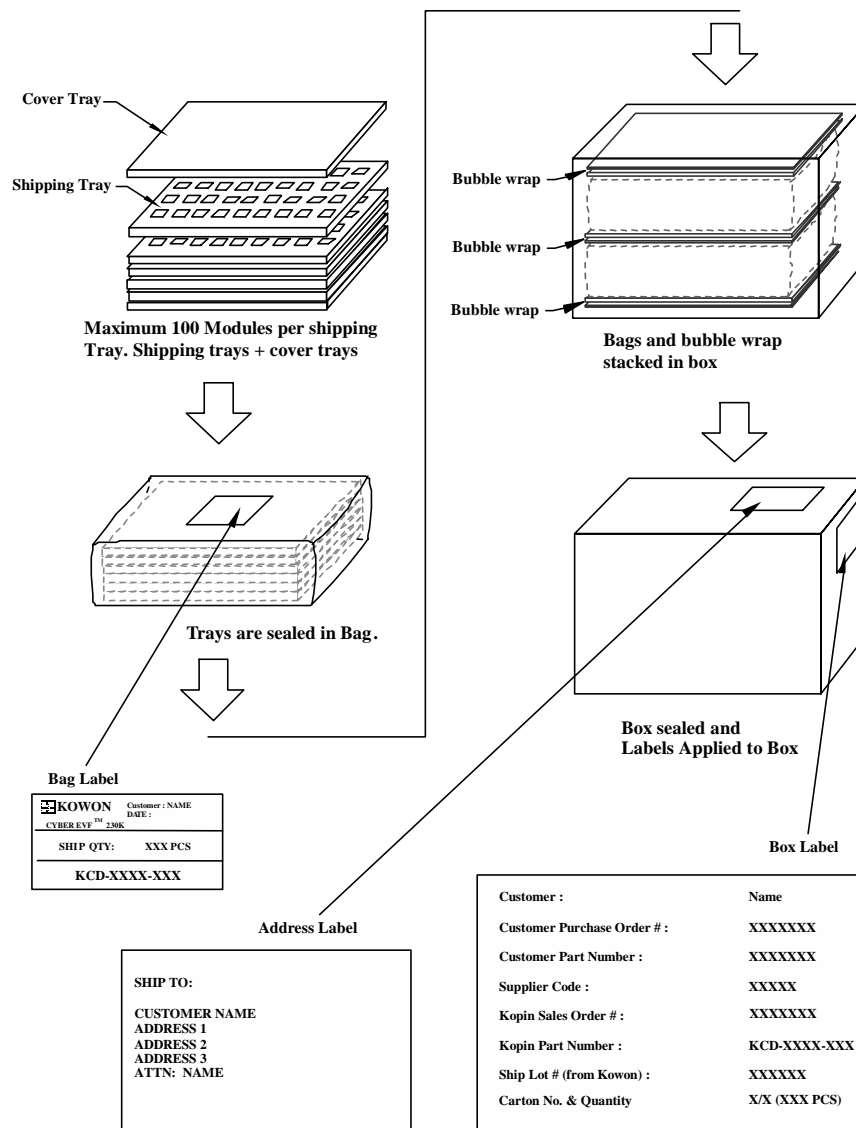 Cover Tray
Shipping Tray
Maximum 100 Modules per shipping
Tray. Shipping trays + cover trays
Trays are sealed in Bag.
Bag Label
KOWON Customer : NAME
DATE :
CYBER EVF™ 230K
SHIP QTY: XXX PCS
KCD-XXXX-XXX
Bubble wrap
Bubble wrap
Bubble wrap
Bags and bubble wrap
stacked in box
Box sealed and
Labels Applied to Box
Address Label
SHIP TO:
CUSTOMER NAME
ADDRESS 1
ADDRESS 2
ADDRESS 3
ATTN: NAME
Box Label
Customer : Name
Customer Purchase Order # : XXXXXXX
Customer Part Number : XXXXXXX
Supplier Code : XXXXX
Kopin Sales Order # : XXXXXXX
Kopin Part Number : KCD-XXXX-XXX
Ship Lot # (from Kowon) : XXXXXX
Carton No. & Quantity X/X (XXX PCS)